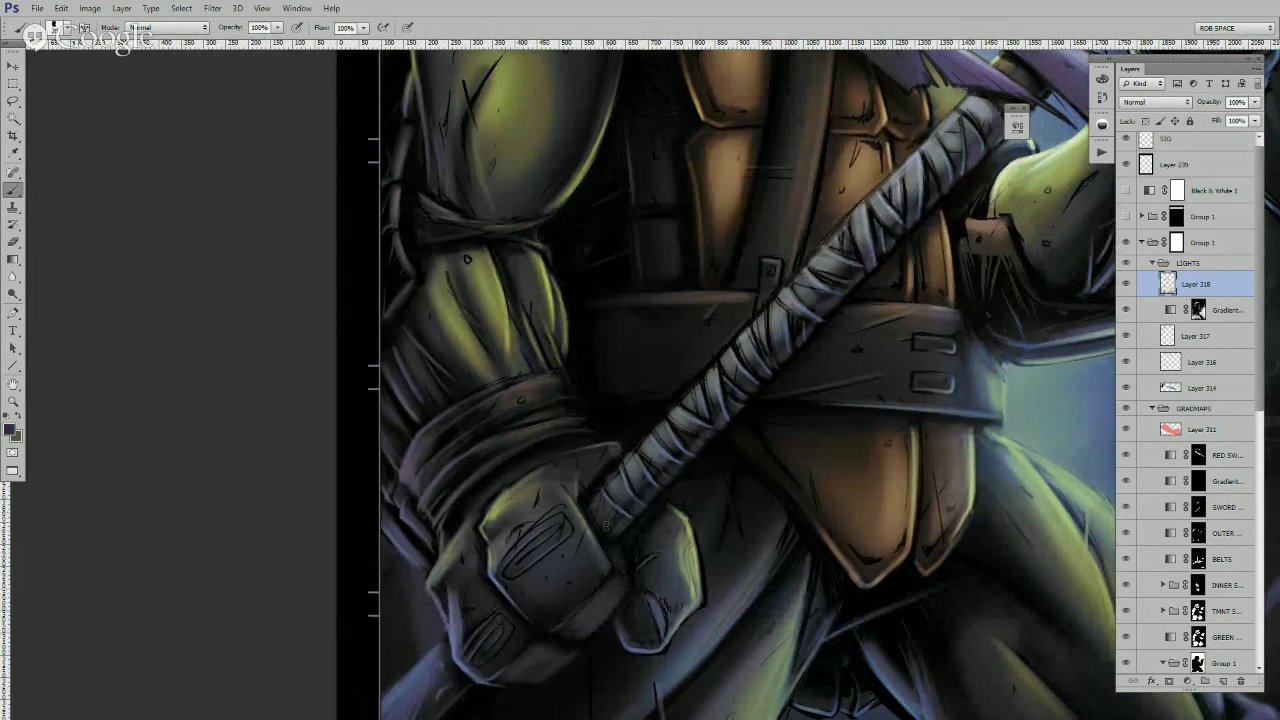 Ps File Edit Image Layer Type Select Filter 3D View Window Help
Mode: Normal Opacity: 100% Flow: 100% ROB SPACE
Google
Layers
Kind
Normal Opacity: 100%
Lock: Fill: 100%
SIG
Layer 239
Black & White 1
Group 1
Group 1
LIGHTS
Layer 318
Gradient...
Layer 317
Layer 316
Layer 314
GRADMAPS
Layer 311
RED SW...
Gradient...
SWORD ...
OUTER ...
BELTS
INNER S...
TMNT S...
GREEN ...
Group 1